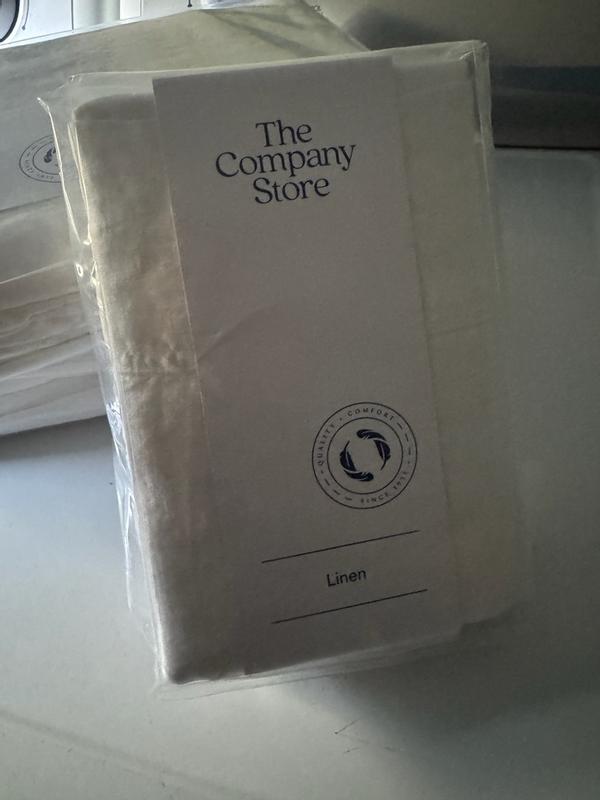 The
Company
Store
QUALITY • COMFORT
SINCE 1911
Linen